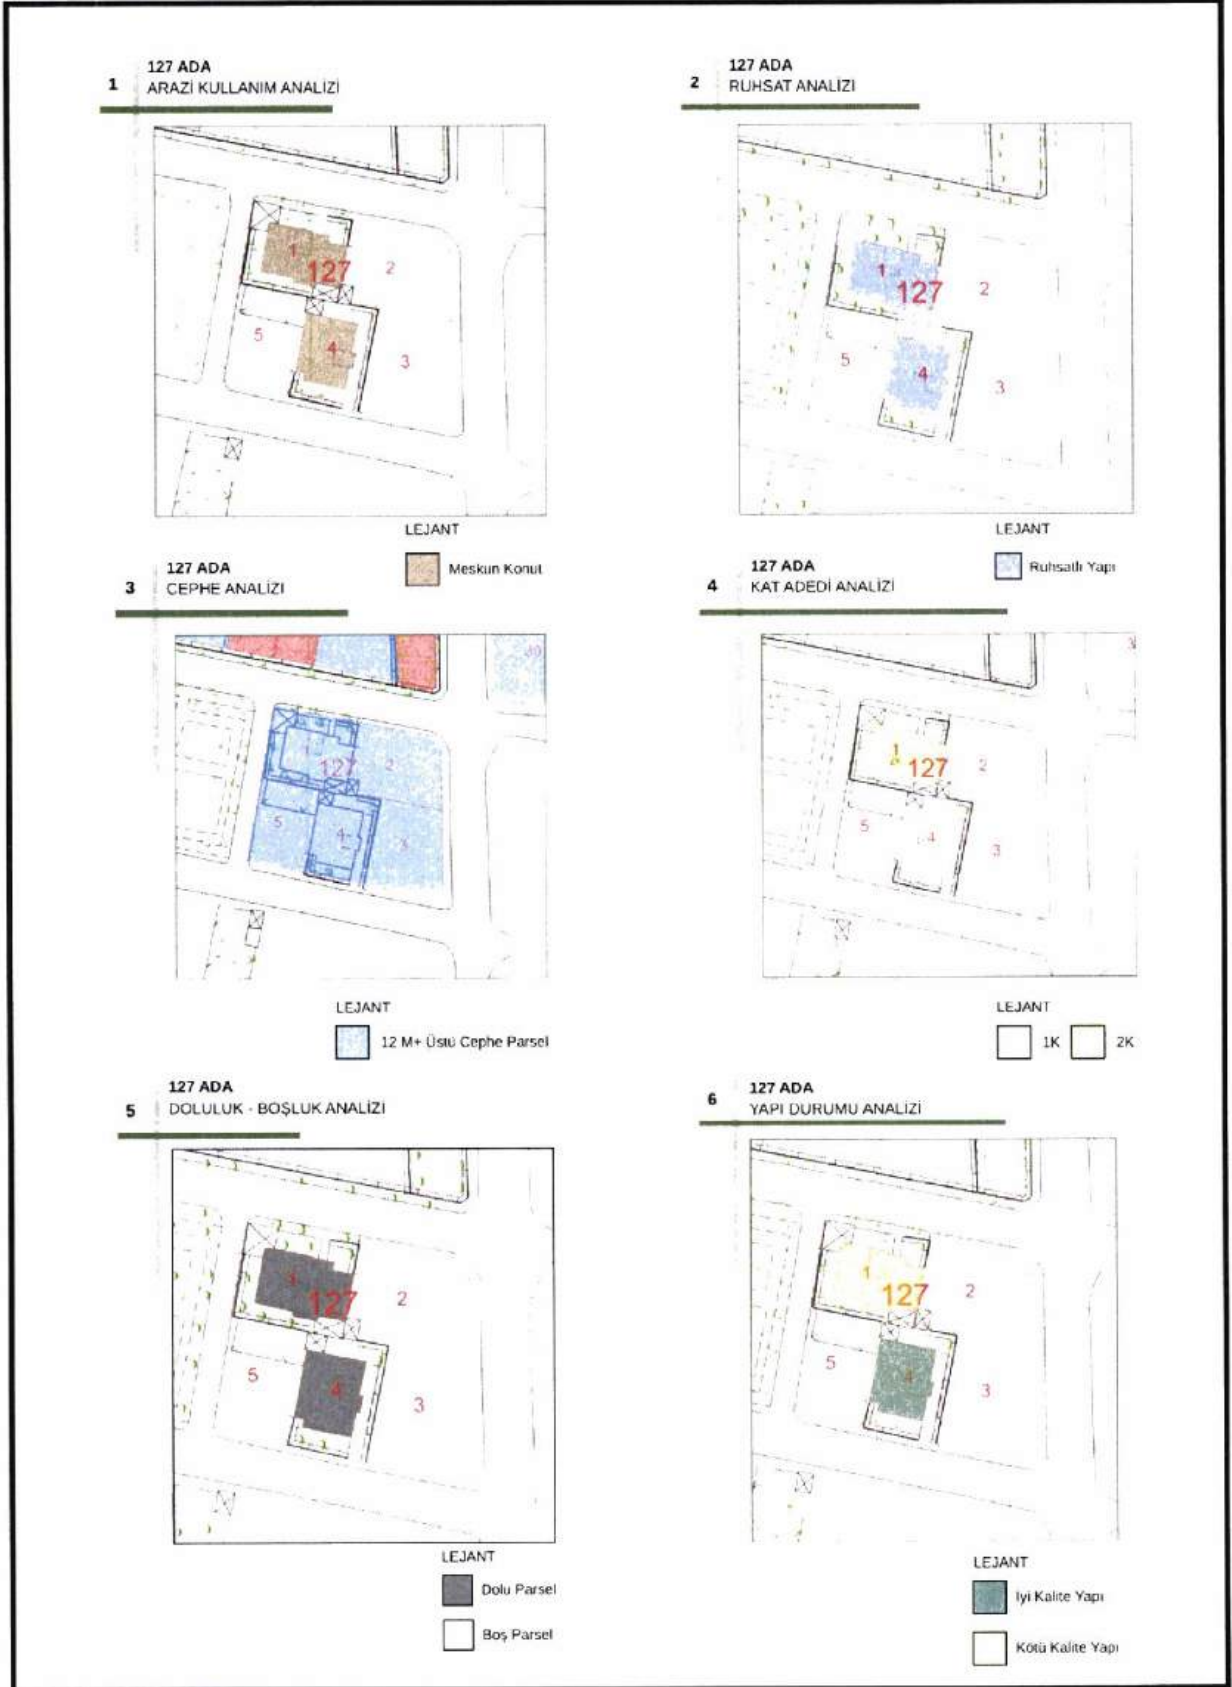 1
127 ADA
ARAZİ KULLANIM ANALİZİ
1
127
2
3
4
5
LEJANT
Meskun Konut
2
127 ADA
RUHSAT ANALİZİ
1
127
2
3
4
5
LEJANT
Ruhsatlı Yapı
3
127 ADA
CEPHE ANALİZİ
1
127
2
3
4
5
LEJANT
12 M+ Üstü Cephe Parsel
4
127 ADA
KAT ADEDİ ANALİZİ
1
127
2
3
4
5
LEJANT
1K 2K
5
127 ADA
DOLULUK - BOŞLUK ANALİZİ
1
127
2
3
4
5
LEJANT
Dolu Parsel
Boş Parsel
6
127 ADA
YAPI DURUMU ANALİZİ
1
127
2
3
4
5
LEJANT
İyi Kalite Yapı
Kötü Kalite Yapı